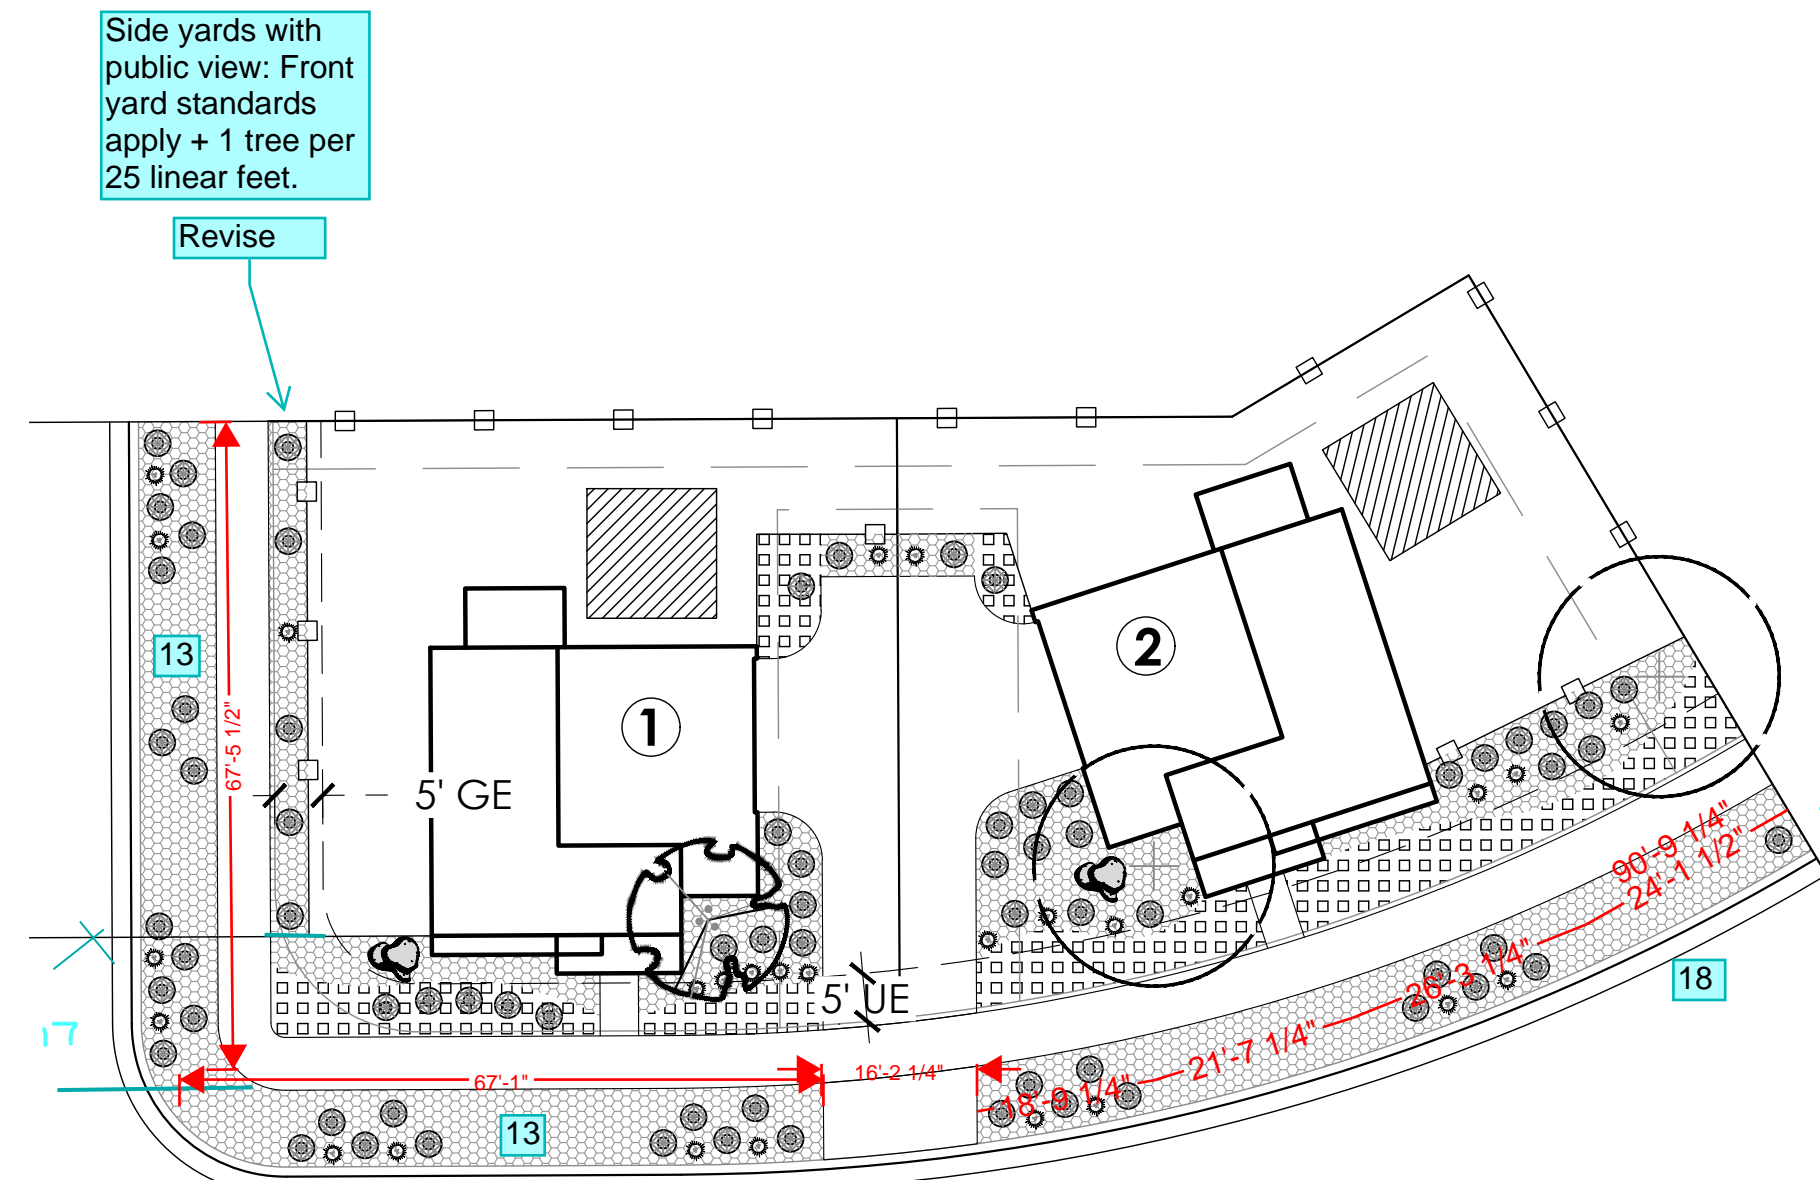 Side yards with
public view: Front
yard standards
apply + 1 tree per
25 linear feet.
Revise
13
67'-5 1/2"
5' GE
1
2
5' UE
17
67'-1"
16'-2 1/4"
13
18'-9 1/4"
21'-7 1/4"
26'-3 1/4"
90'-9 1/4"
24'-1 1/2"
18